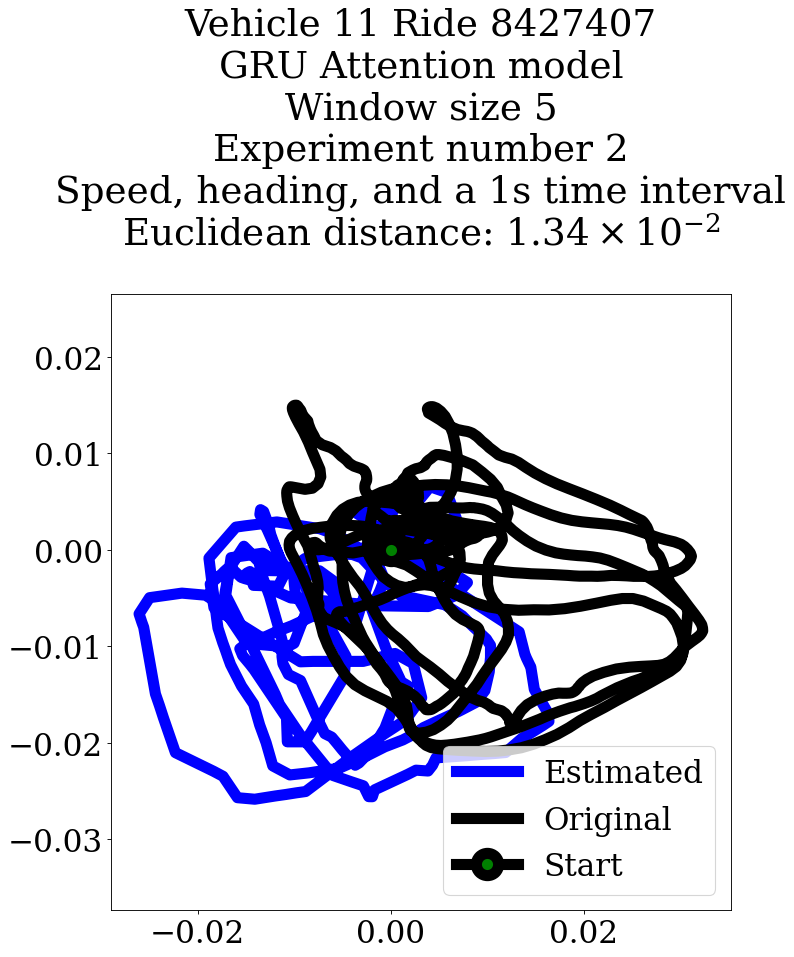 Vehicle 11 Ride 8427407
GRU Attention model
Window size 5
Experiment number 2
Speed, heading, and a 1s time interval
Euclidean distance: 1.34 × 10⁻²
0.02
0.01
0.00
−0.01
−0.02
−0.03
Estimated
Original
Start
−0.02 0.00 0.02